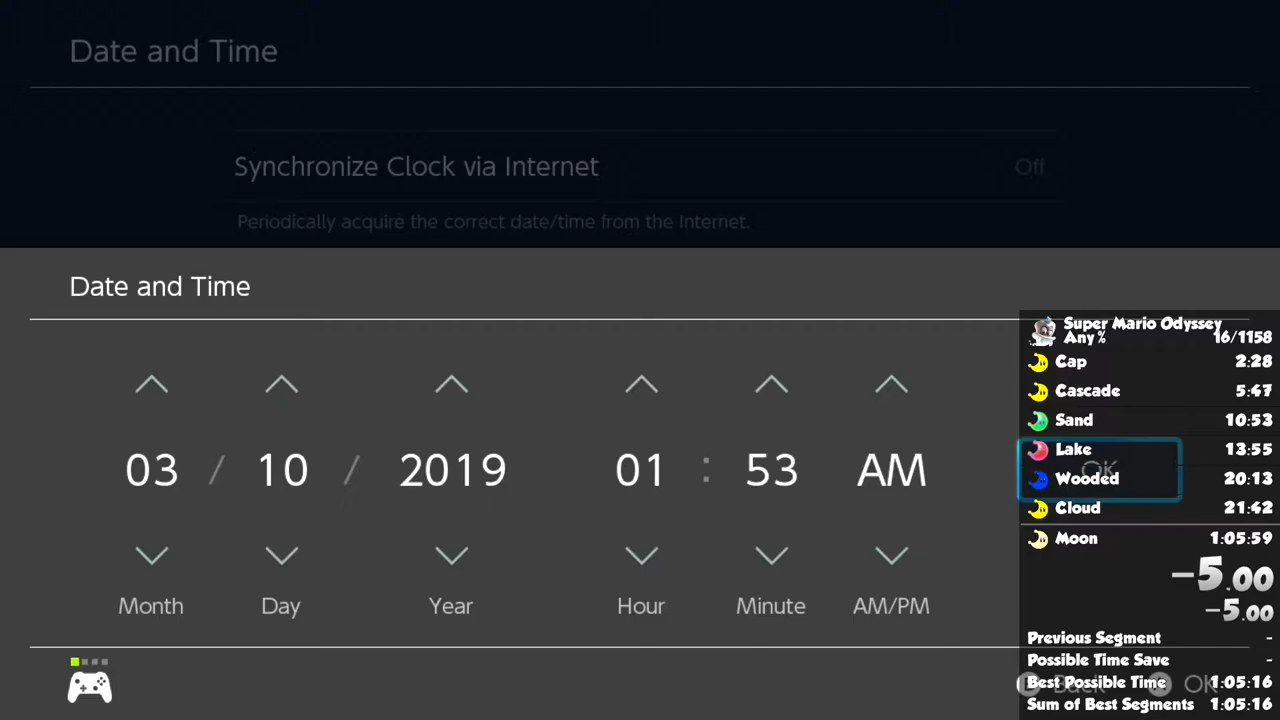 Date and Time
Synchronize Clock via Internet Off
Periodically acquire the correct date/time from the Internet.
Date and Time
Super Mario Odyssey
Any% 16/1158
Cap 2:28
Cascade 5:47
Sand 10:53
Lake 13:55
OK
Wooded 20:13
Cloud 21:42
Moon 1:05:59
-5.00
-5.00
03 / 10 / 2019 01 : 53 AM
Month Day Year Hour Minute AM/PM
Previous Segment -
Possible Time Save -
Best Possible Time 1:05:16
Back OK
Sum of Best Segments 1:05:16